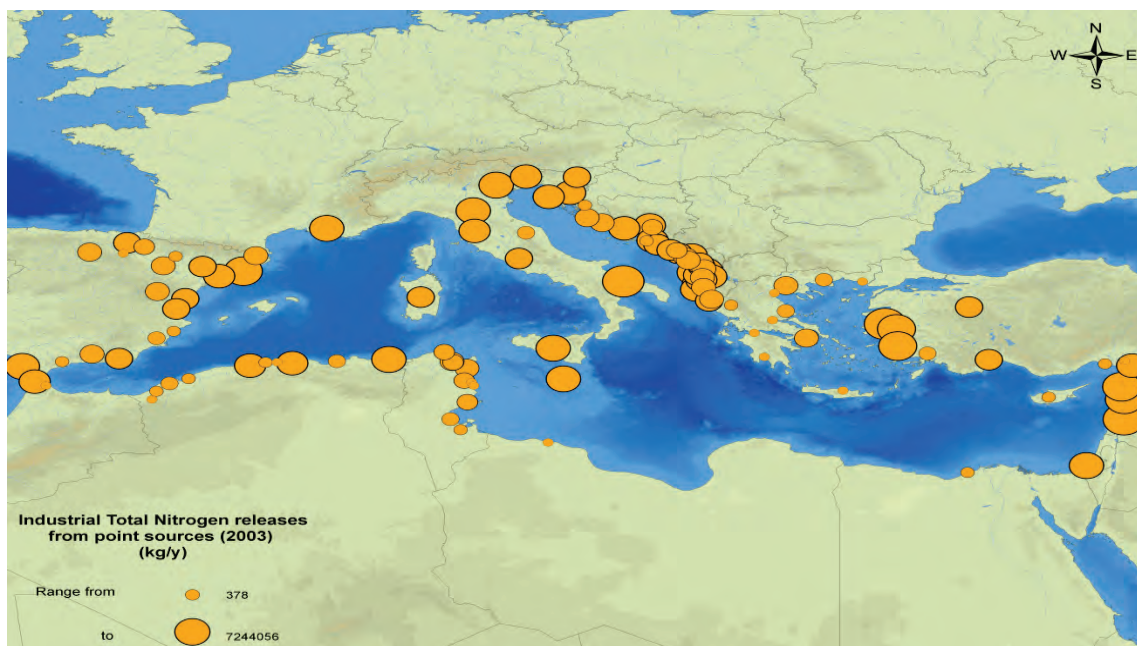 N
W E
S
Industrial Total Nitrogen releases
from point sources (2003)
(kg/y)
Range from 378
to 7244056